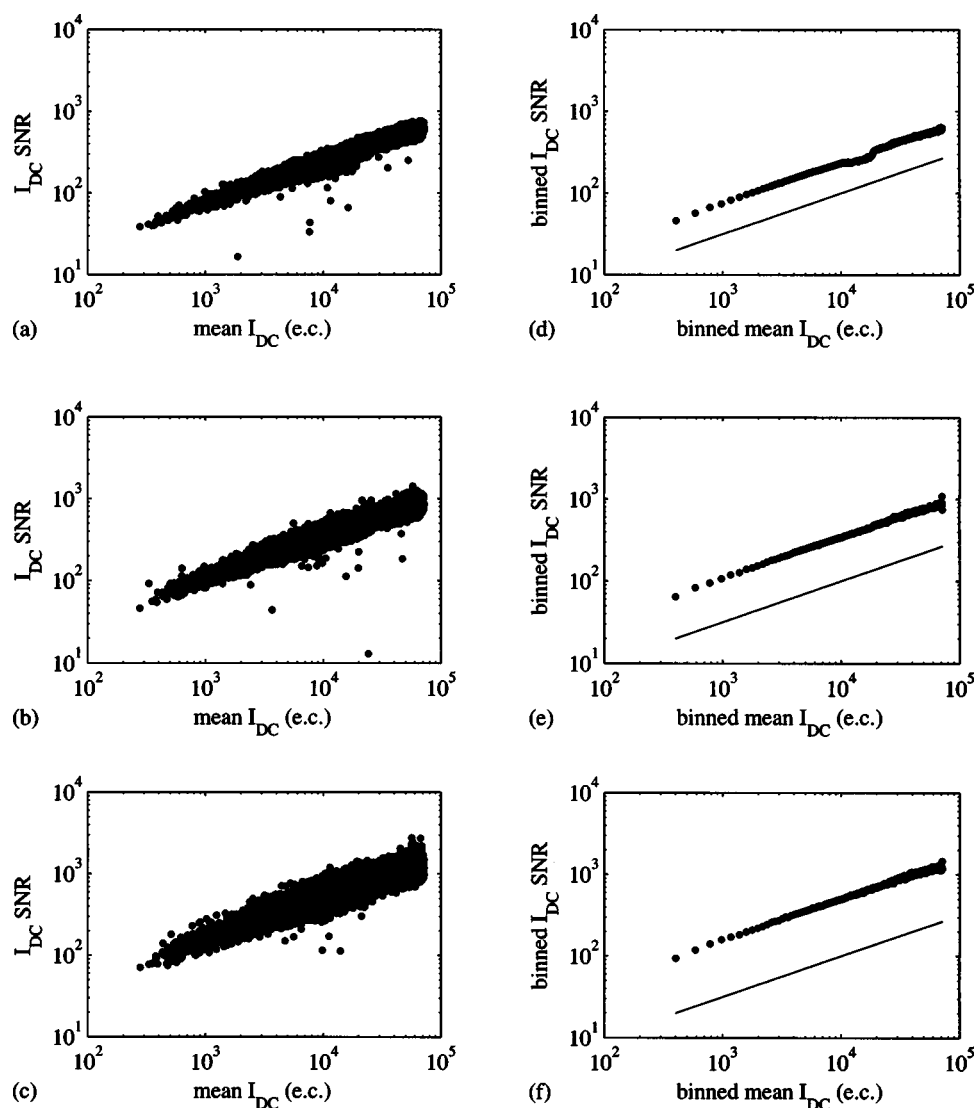 10^4
10^3
10^2
10^1
I_DC SNR
10^2 10^3 10^4 10^5
(a) mean I_DC (e.c.)
10^4
10^3
10^2
10^1
binned I_DC SNR
10^2 10^3 10^4 10^5
(d) binned mean I_DC (e.c.)
10^4
10^3
10^2
10^1
I_DC SNR
10^2 10^3 10^4 10^5
(b) mean I_DC (e.c.)
10^4
10^3
10^2
10^1
binned I_DC SNR
10^2 10^3 10^4 10^5
(e) binned mean I_DC (e.c.)
10^4
10^3
10^2
10^1
I_DC SNR
10^2 10^3 10^4 10^5
(c) mean I_DC (e.c.)
10^4
10^3
10^2
10^1
binned I_DC SNR
10^2 10^3 10^4 10^5
(f) binned mean I_DC (e.c.)